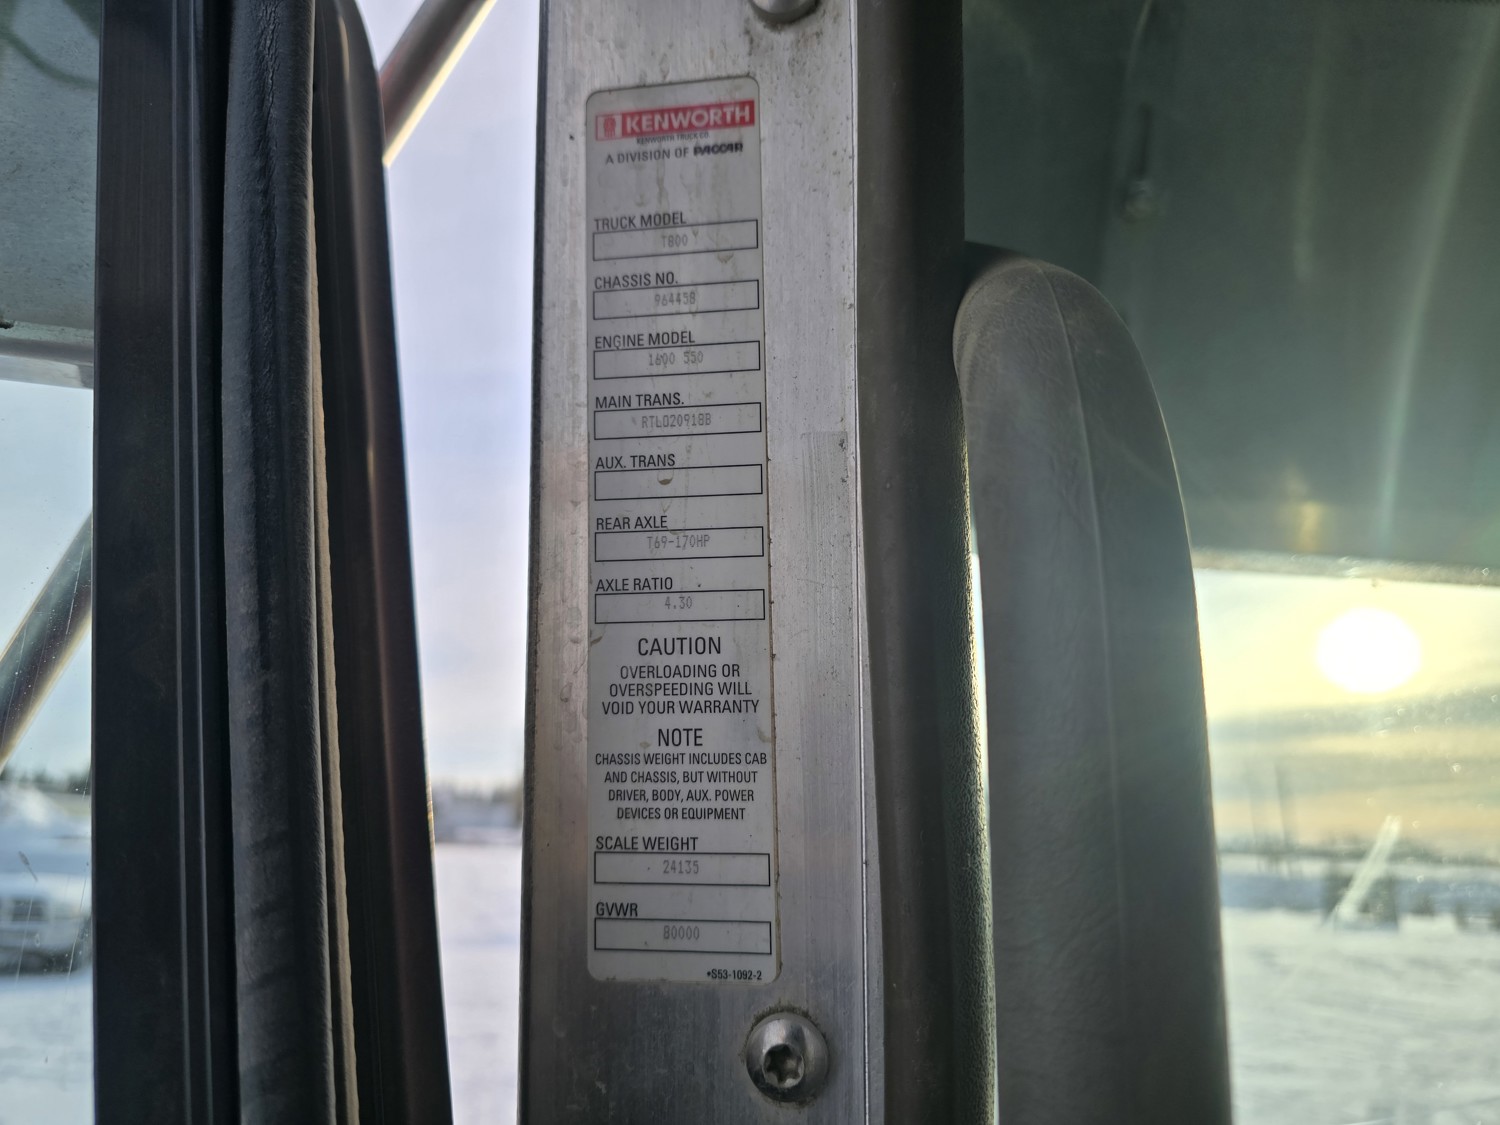 KENWORTH
KENWORTH TRUCK CO.
A DIVISION OF PACCAR
TRUCK MODEL
T800
CHASSIS NO.
964458
ENGINE MODEL
1600 550
MAIN TRANS.
RTLO20918B
AUX. TRANS
REAR AXLE
T69-170HP
AXLE RATIO
4.30
CAUTION
OVERLOADING OR
OVERSPEEDING WILL
VOID YOUR WARRANTY
NOTE
CHASSIS WEIGHT INCLUDES CAB
AND CHASSIS, BUT WITHOUT
DRIVER, BODY, AUX. POWER
DEVICES OR EQUIPMENT
SCALE WEIGHT
24135
GVWR
80000
*S53-1092-2